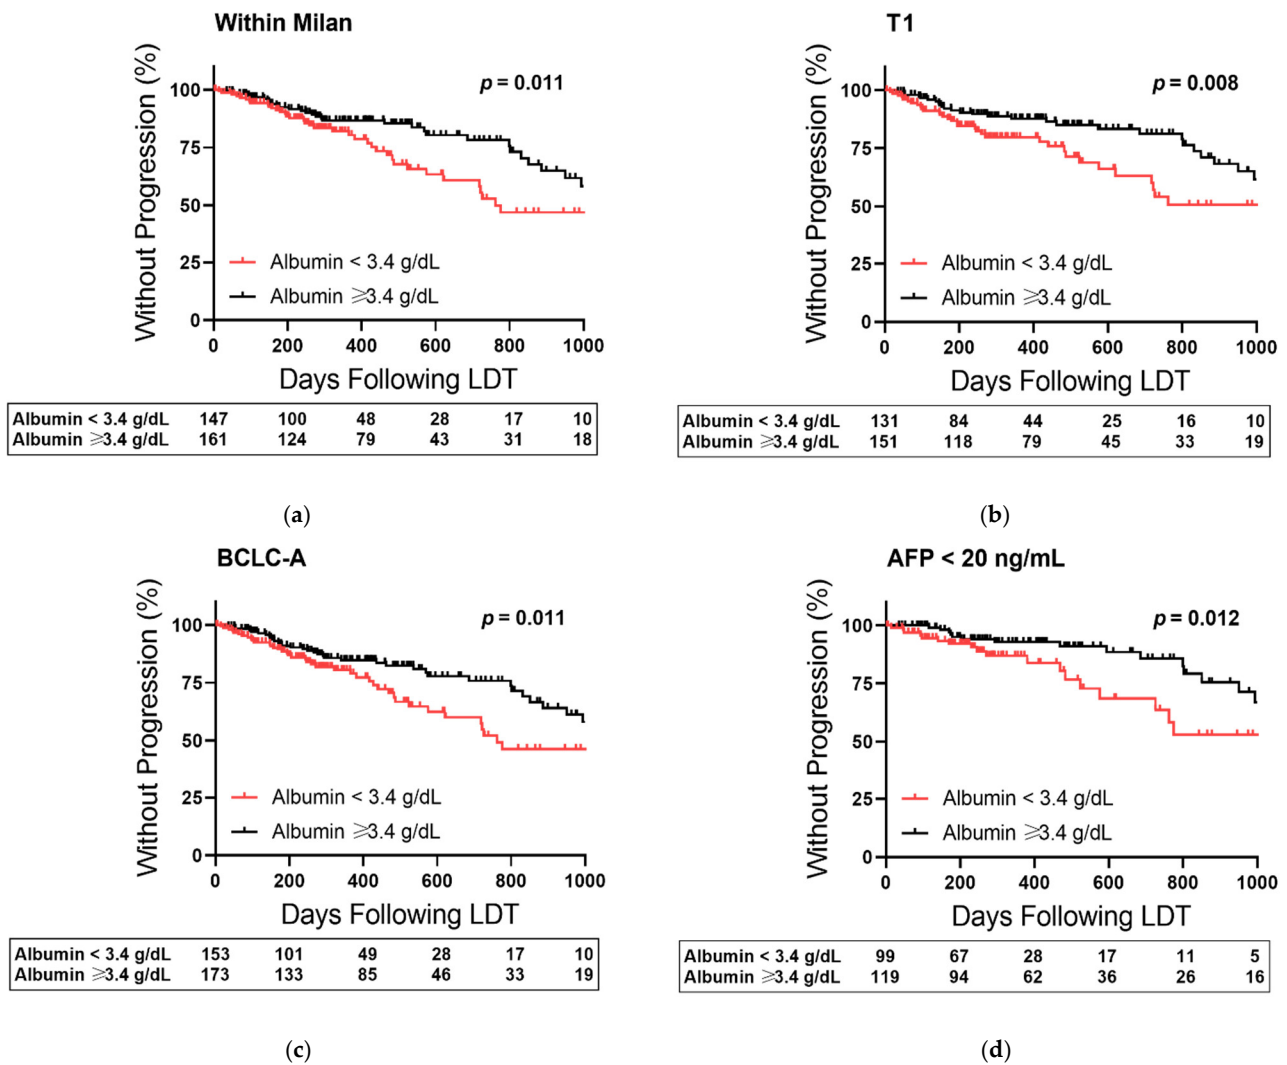 Within Milan
p = 0.011
Without Progression (%)
100
75
50
25
0
Albumin < 3.4 g/dL
Albumin ⩾3.4 g/dL
0 200 400 600 800 1000
Days Following LDT
Albumin < 3.4 g/dL 147 100 48 28 17 10
Albumin ⩾3.4 g/dL 161 124 79 43 31 18
(a)
T1
p = 0.008
Without Progression (%)
100
75
50
25
0
Albumin < 3.4 g/dL
Albumin ⩾3.4 g/dL
0 200 400 600 800 1000
Days Following LDT
Albumin < 3.4 g/dL 131 84 44 25 16 10
Albumin ⩾3.4 g/dL 151 118 79 45 33 19
(b)
BCLC-A
p = 0.011
Without Progression (%)
100
75
50
25
0
Albumin < 3.4 g/dL
Albumin ⩾3.4 g/dL
0 200 400 600 800 1000
Days Following LDT
Albumin < 3.4 g/dL 153 101 49 28 17 10
Albumin ⩾3.4 g/dL 173 133 85 46 33 19
(c)
AFP < 20 ng/mL
p = 0.012
Without Progression (%)
100
75
50
25
0
Albumin < 3.4 g/dL
Albumin ⩾3.4 g/dL
0 200 400 600 800 1000
Days Following LDT
Albumin < 3.4 g/dL 99 67 28 17 11 5
Albumin ⩾3.4 g/dL 119 94 62 36 26 16
(d)